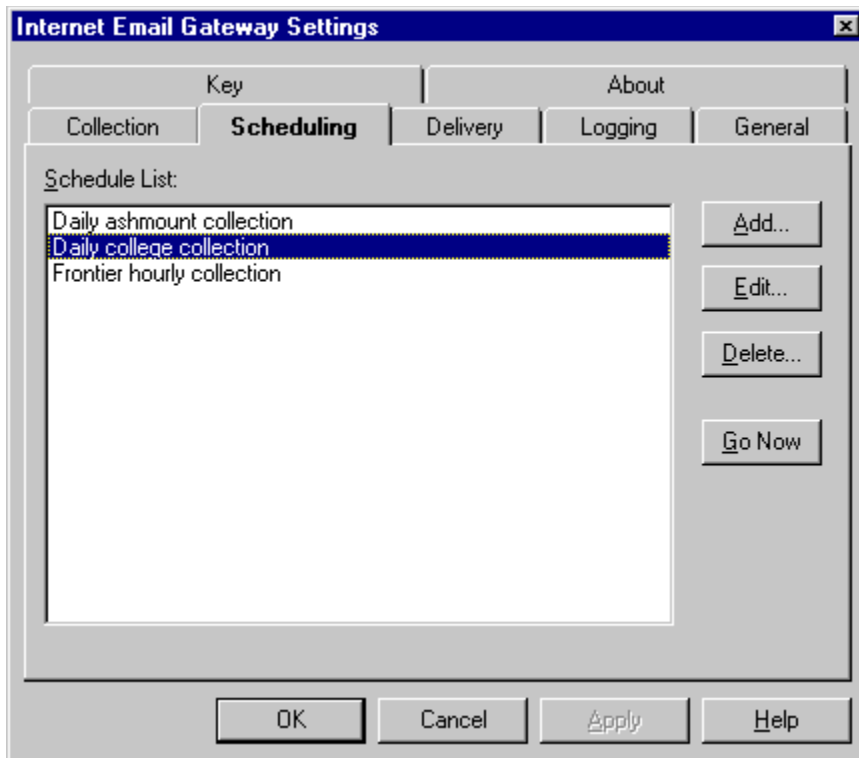 Internet Email Gateway Settings
Key About
Collection Scheduling Delivery Logging General
Schedule List:
Daily ashmount collection
Daily college collection
Frontier hourly collection
Add...
Edit...
Delete...
Go Now
OK Cancel Apply Help